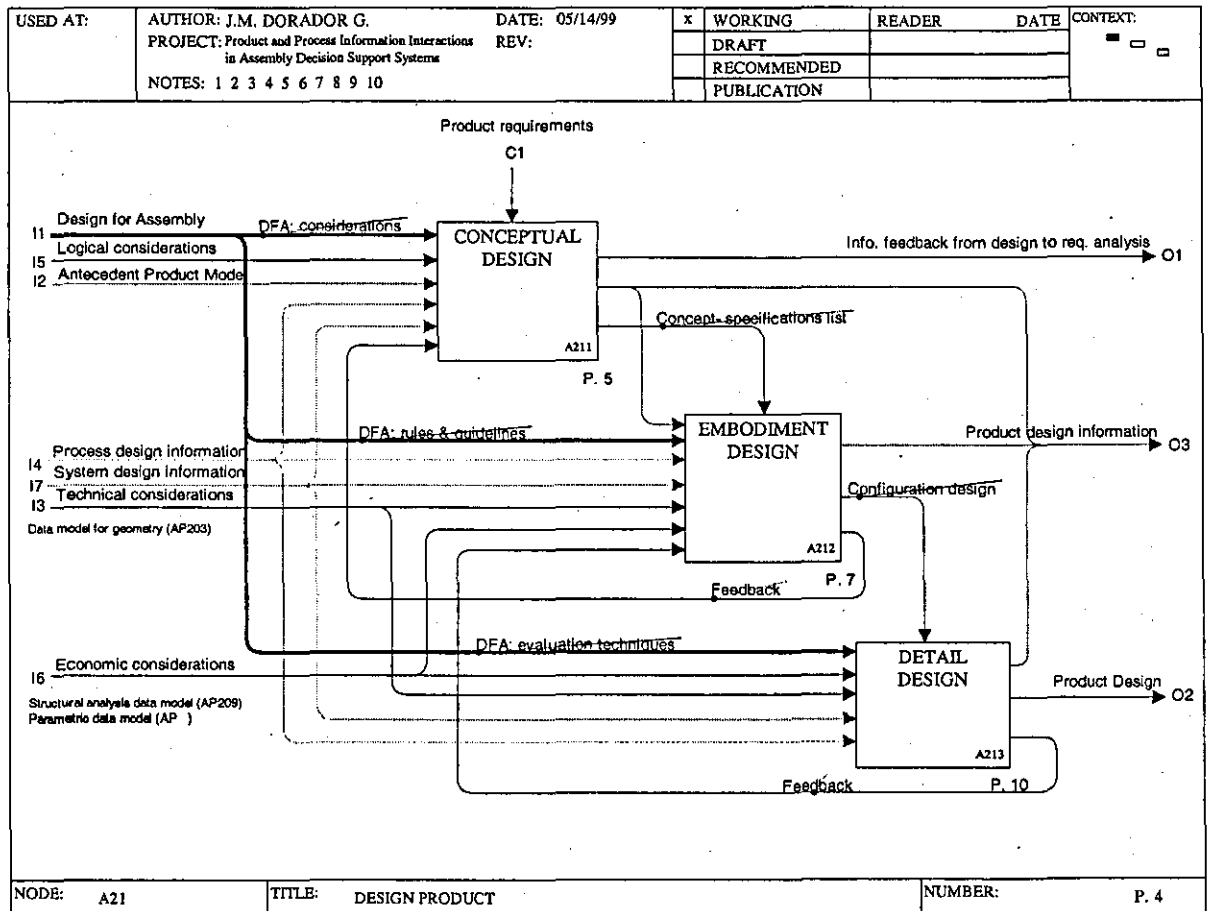 USED AT:
AUTHOR: J.M. DORADOR G.
DATE: 05/14/99
PROJECT: Product and Process Information Interactions
in Assembly Decision Support Systems
REV:
NOTES: 1 2 3 4 5 6 7 8 9 10
x WORKING
DRAFT
RECOMMENDED
PUBLICATION
READER DATE
CONTEXT:
Product requirements
C1
I1 Design for Assembly
DFA: considerations
I5 Logical considerations
I2 Antecedent Product Mode
CONCEPTUAL
DESIGN
A211
P. 5
Info. feedback from design to req. analysis
O1
Concept- specifications list
DFA: rules & guidelines
I4 Process design information
I7 System design information
I3 Technical considerations
Data model for geometry (AP203)
EMBODIMENT
DESIGN
A212
P. 7
Product design information
O3
Configuration design
Feedback
DFA: evaluation techniques
I6 Economic considerations
Structural analysis data model (AP209)
Parametric data model (AP )
DETAIL
DESIGN
A213
P. 10
Product Design
O2
Feedback
NODE: A21
TITLE: DESIGN PRODUCT
NUMBER: P. 4